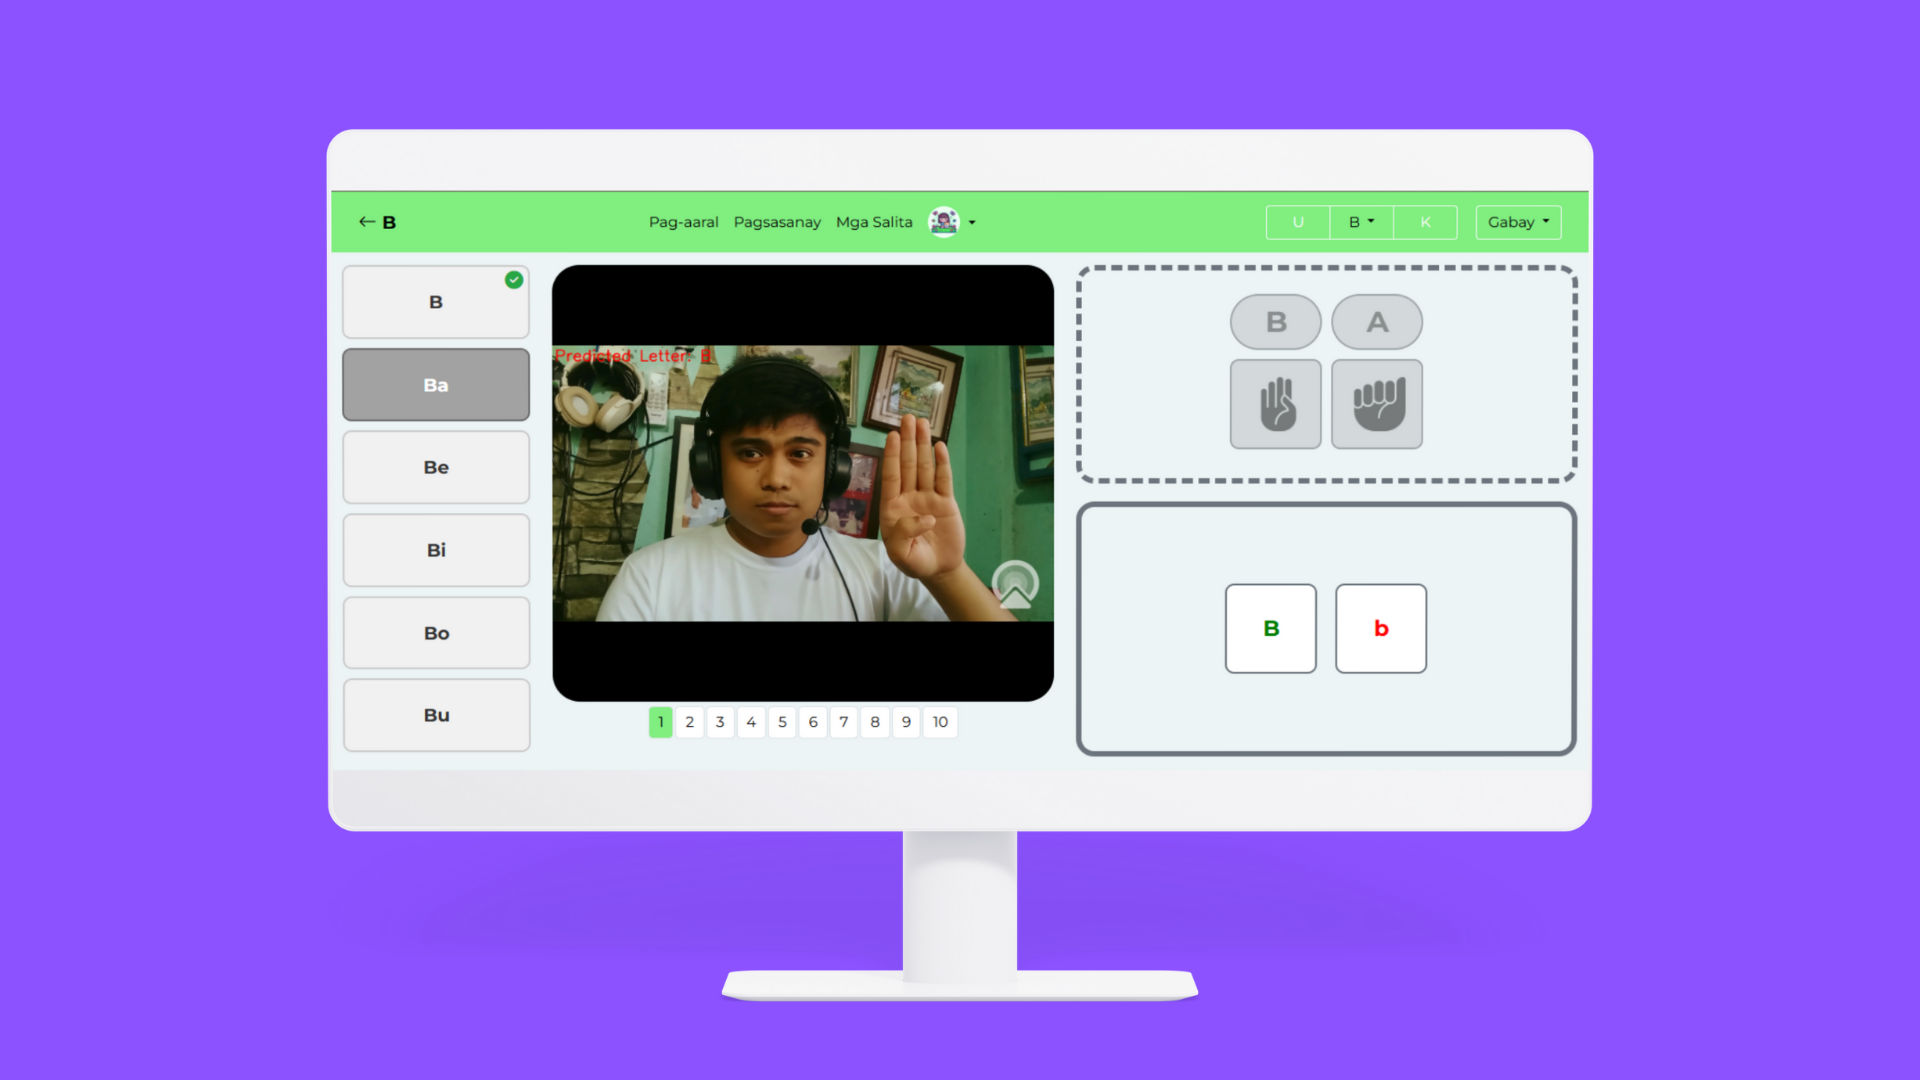 ← B
Pag-aaral Pagsasanay Mga Salita
U B K Gabay
B
Ba
Be
Bi
Bo
Bu
Predicted Letter: B
1 2 3 4 5 6 7 8 9 10
B A
B b